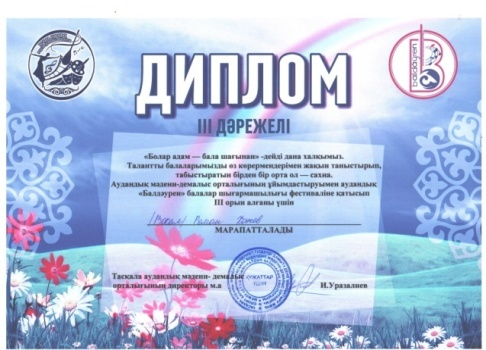 baldáyren
ДИПЛОМ
III ДӘРЕЖЕЛІ
«Болар адам — бала шағынан» -дейді дана халқымыз.
Талантты балаларымызды өз көрермендерімен жақын таныстырып,
табыстыратын бірден бір орта ол — сахна.
Аудандық мәдени-демалыс орталығының ұйымдастыруымен аудандық
«Балдәурен» балалар шығармашылығы фестиваліне қатысып
III орын алғаны үшін
МАРАПАТТАЛАДЫ
Тасқала аудандық мәдени- демалыс
орталығының директоры м.а
И.Уразалиев
ҚҰЖАТТАР
ҮШІН